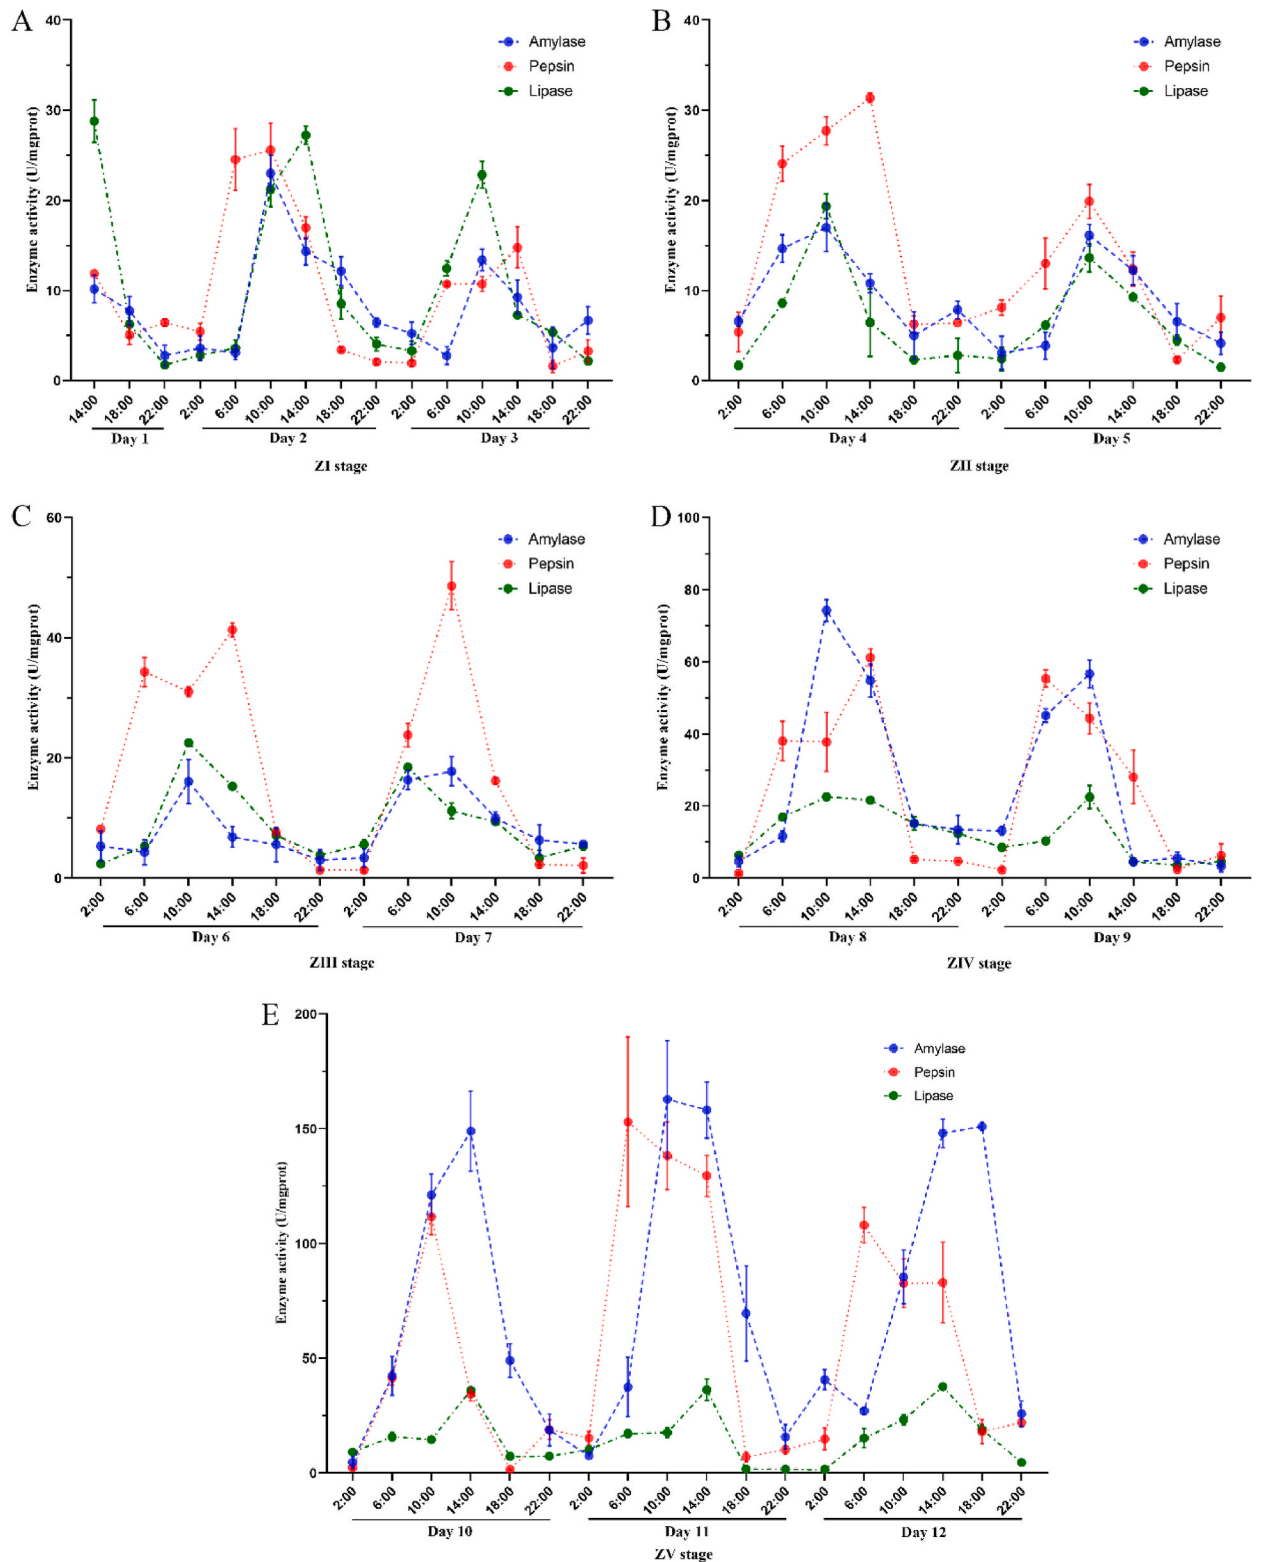 A
Enzyme activity (U/mgprot)
40
30
20
10
0
Amylase
Pepsin
Lipase
14:00 18:00 22:00 2:00 6:00 10:00 14:00 18:00 22:00 2:00 6:00 10:00 14:00 18:00 22:00
Day 1 Day 2 Day 3
ZI stage
B
Enzyme activity (U/mgprot)
40
30
20
10
0
Amylase
Pepsin
Lipase
2:00 6:00 10:00 14:00 18:00 22:00 2:00 6:00 10:00 14:00 18:00 22:00
Day 4 Day 5
ZII stage
C
Enzyme activity (U/mgprot)
60
40
20
0
Amylase
Pepsin
Lipase
2:00 6:00 10:00 14:00 18:00 22:00 2:00 6:00 10:00 14:00 18:00 22:00
Day 6 Day 7
ZIII stage
D
Enzyme activity (U/mgprot)
100
80
60
40
20
0
Amylase
Pepsin
Lipase
2:00 6:00 10:00 14:00 18:00 22:00 2:00 6:00 10:00 14:00 18:00 22:00
Day 8 Day 9
ZIV stage
E
Enzyme activity (U/mgprot)
200
150
100
50
0
Amylase
Pepsin
Lipase
2:00 6:00 10:00 14:00 18:00 22:00 2:00 6:00 10:00 14:00 18:00 22:00 2:00 6:00 10:00 14:00 18:00 22:00
Day 10 Day 11 Day 12
ZV stage